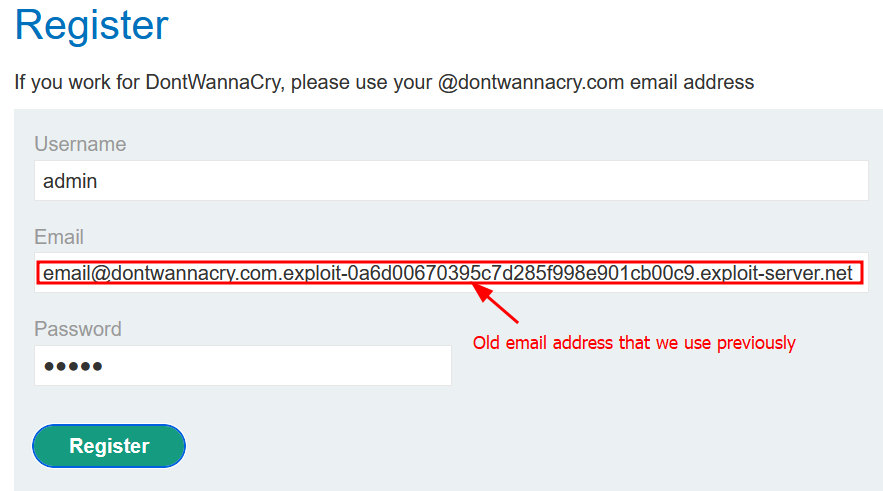 Register
If you work for DontWannaCry, please use your @dontwannacry.com email address
Username
admin
Email
email@dontwannacry.com.exploit-0a6d00670395c7d285f998e901cb00c9.exploit-server.net
Password
●●●●●
Old email address that we use previously
Register